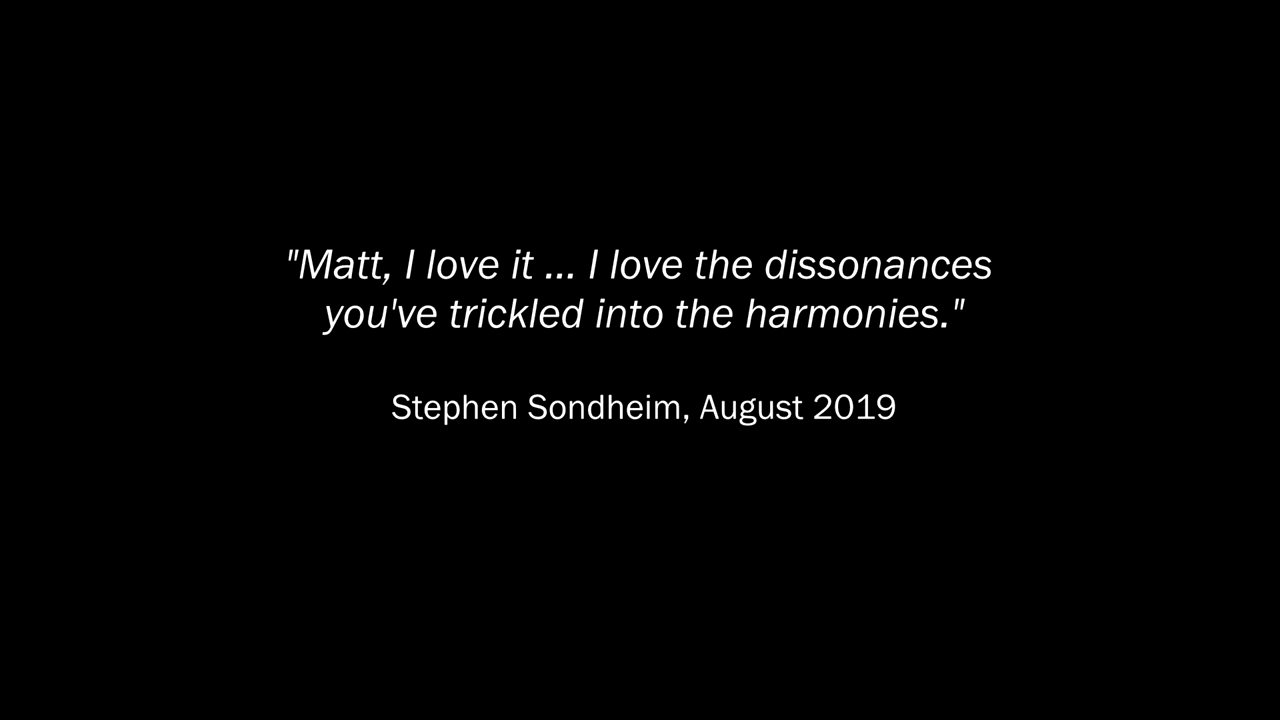 "Matt, I love it ... I love the dissonances
you've trickled into the harmonies."
Stephen Sondheim, August 2019